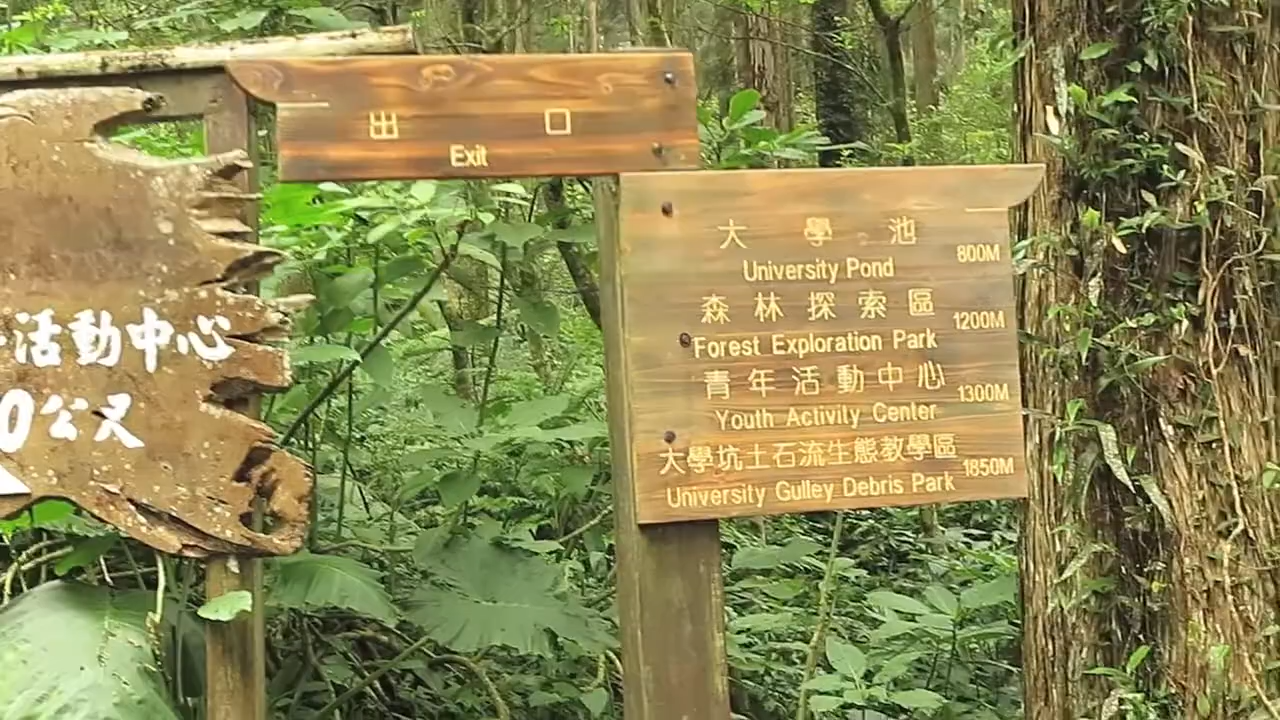 出口
Exit
活動中心
0公尺
大學池
University Pond 800M
森林探索區
Forest Exploration Park 1200M
青年活動中心
Youth Activity Center 1300M
大學坑土石流生態教學區
University Gulley Debris Park 1850M